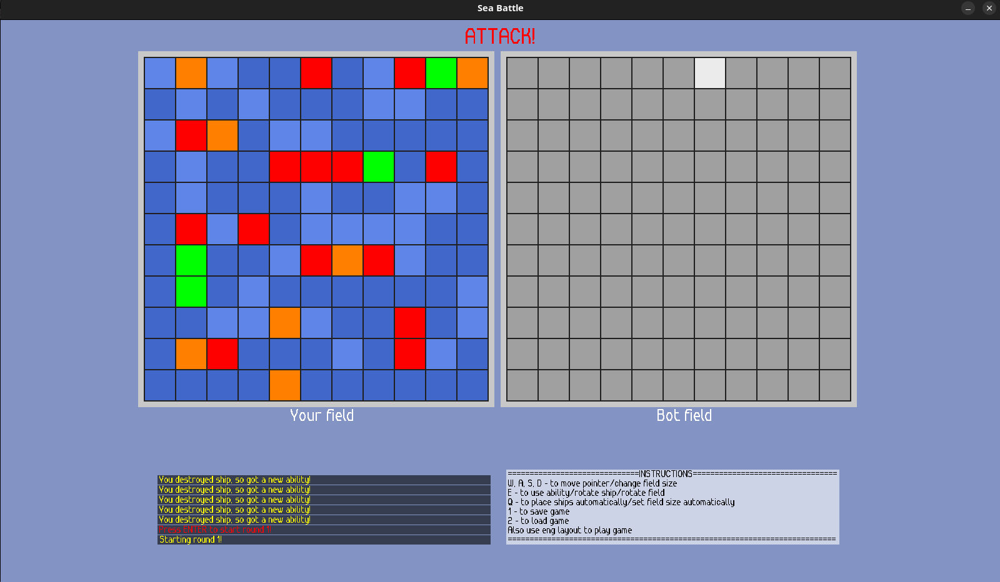 Sea Battle
ATTACK!
Your field
Bot field
You destroyed ship, so got a new ability!
You destroyed ship, so got a new ability!
You destroyed ship, so got a new ability!
You destroyed ship, so got a new ability!
You destroyed ship, so got a new ability!
Press ENTER to start round 1!
Starting round 1!
==============================INSTRUCTIONS=================================
W, A, S, D - to move pointer/change field size
E - to use ability/rotate ship/rotate field
Q - to place ships automatically/set field size automatically
1 - to save game
2 - to load game
Also use eng layout to play game
===========================================================================